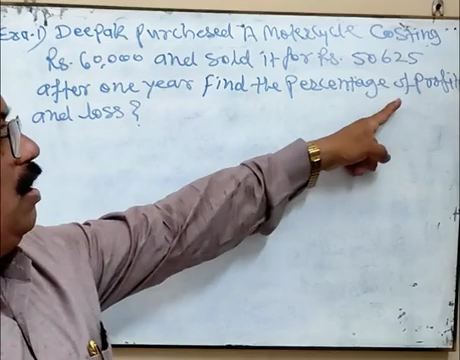 Exa.1) Deepak Purchased A Motorcycle Costing
Rs. 60,000 and sold it for Rs. 50625
after one year find the Percentage of Profit
and loss?